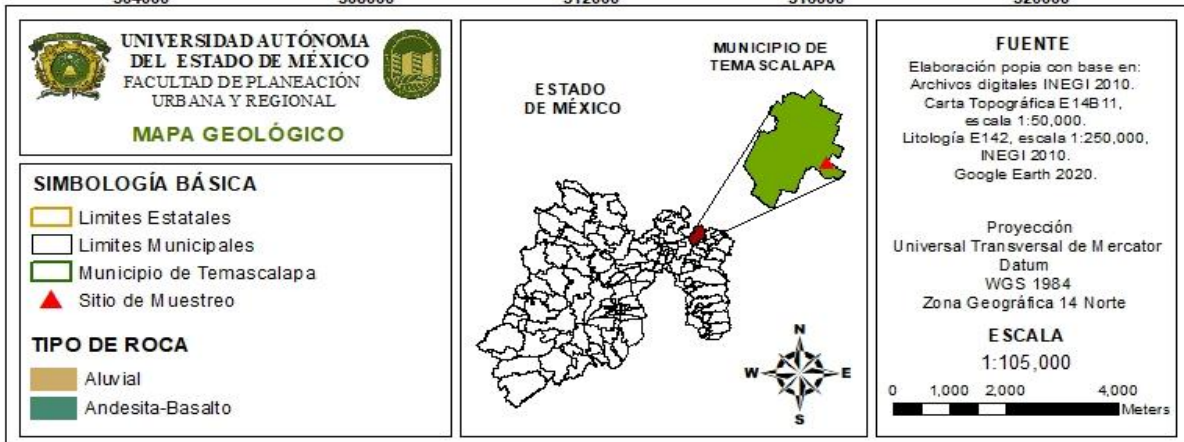 UNIVERSIDAD AUTÓNOMA
DEL ESTADO DE MÉXICO
FACULTAD DE PLANEACIÓN
URBANA Y REGIONAL
MAPA GEOLÓGICO
SIMBOLOGÍA BÁSICA
Limites Estatales
Limites Municipales
Municipio de Temascalapa
Sitio de Muestreo
TIPO DE ROCA
Aluvial
Andesita-Basalto
ESTADO
DE MÉXICO
MUNICIPIO DE
TEMASCALAPA
N
W E
S
FUENTE
Elaboración popia con base en:
Archivos digitales INEGI 2010.
Carta Topográfica E14B11,
escala 1:50,000.
Litología E142, escala 1:250,000,
INEGI 2010.
Google Earth 2020.
Proyección
Universal Transversal de Mercator
Datum
WGS 1984
Zona Geográfica 14 Norte
ESCALA
1:105,000
0 1,000 2,000 4,000
Meters